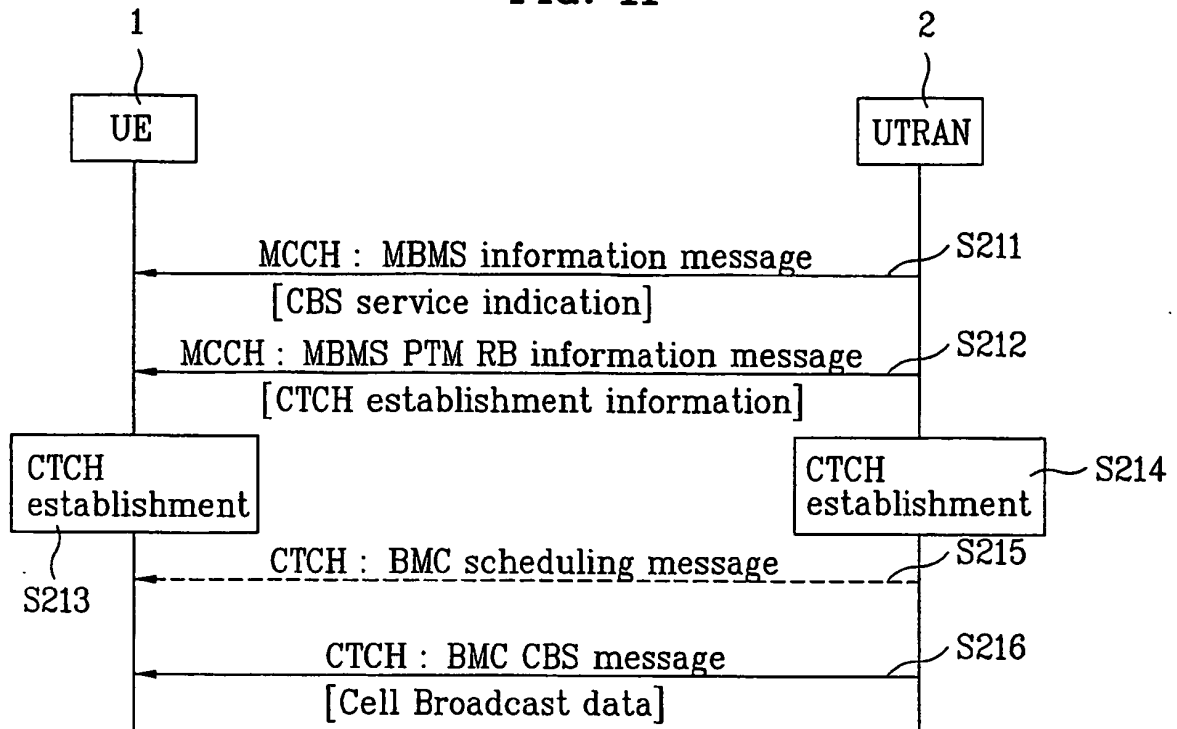 1
2
UE
UTRAN
MCCH : MBMS information message
S211
[CBS service indication]
MCCH : MBMS PTM RB information message
S212
[CTCH establishment information]
CTCH
establishment
S213
CTCH
establishment
S214
CTCH : BMC scheduling message
S215
CTCH : BMC CBS message
S216
[Cell Broadcast data]